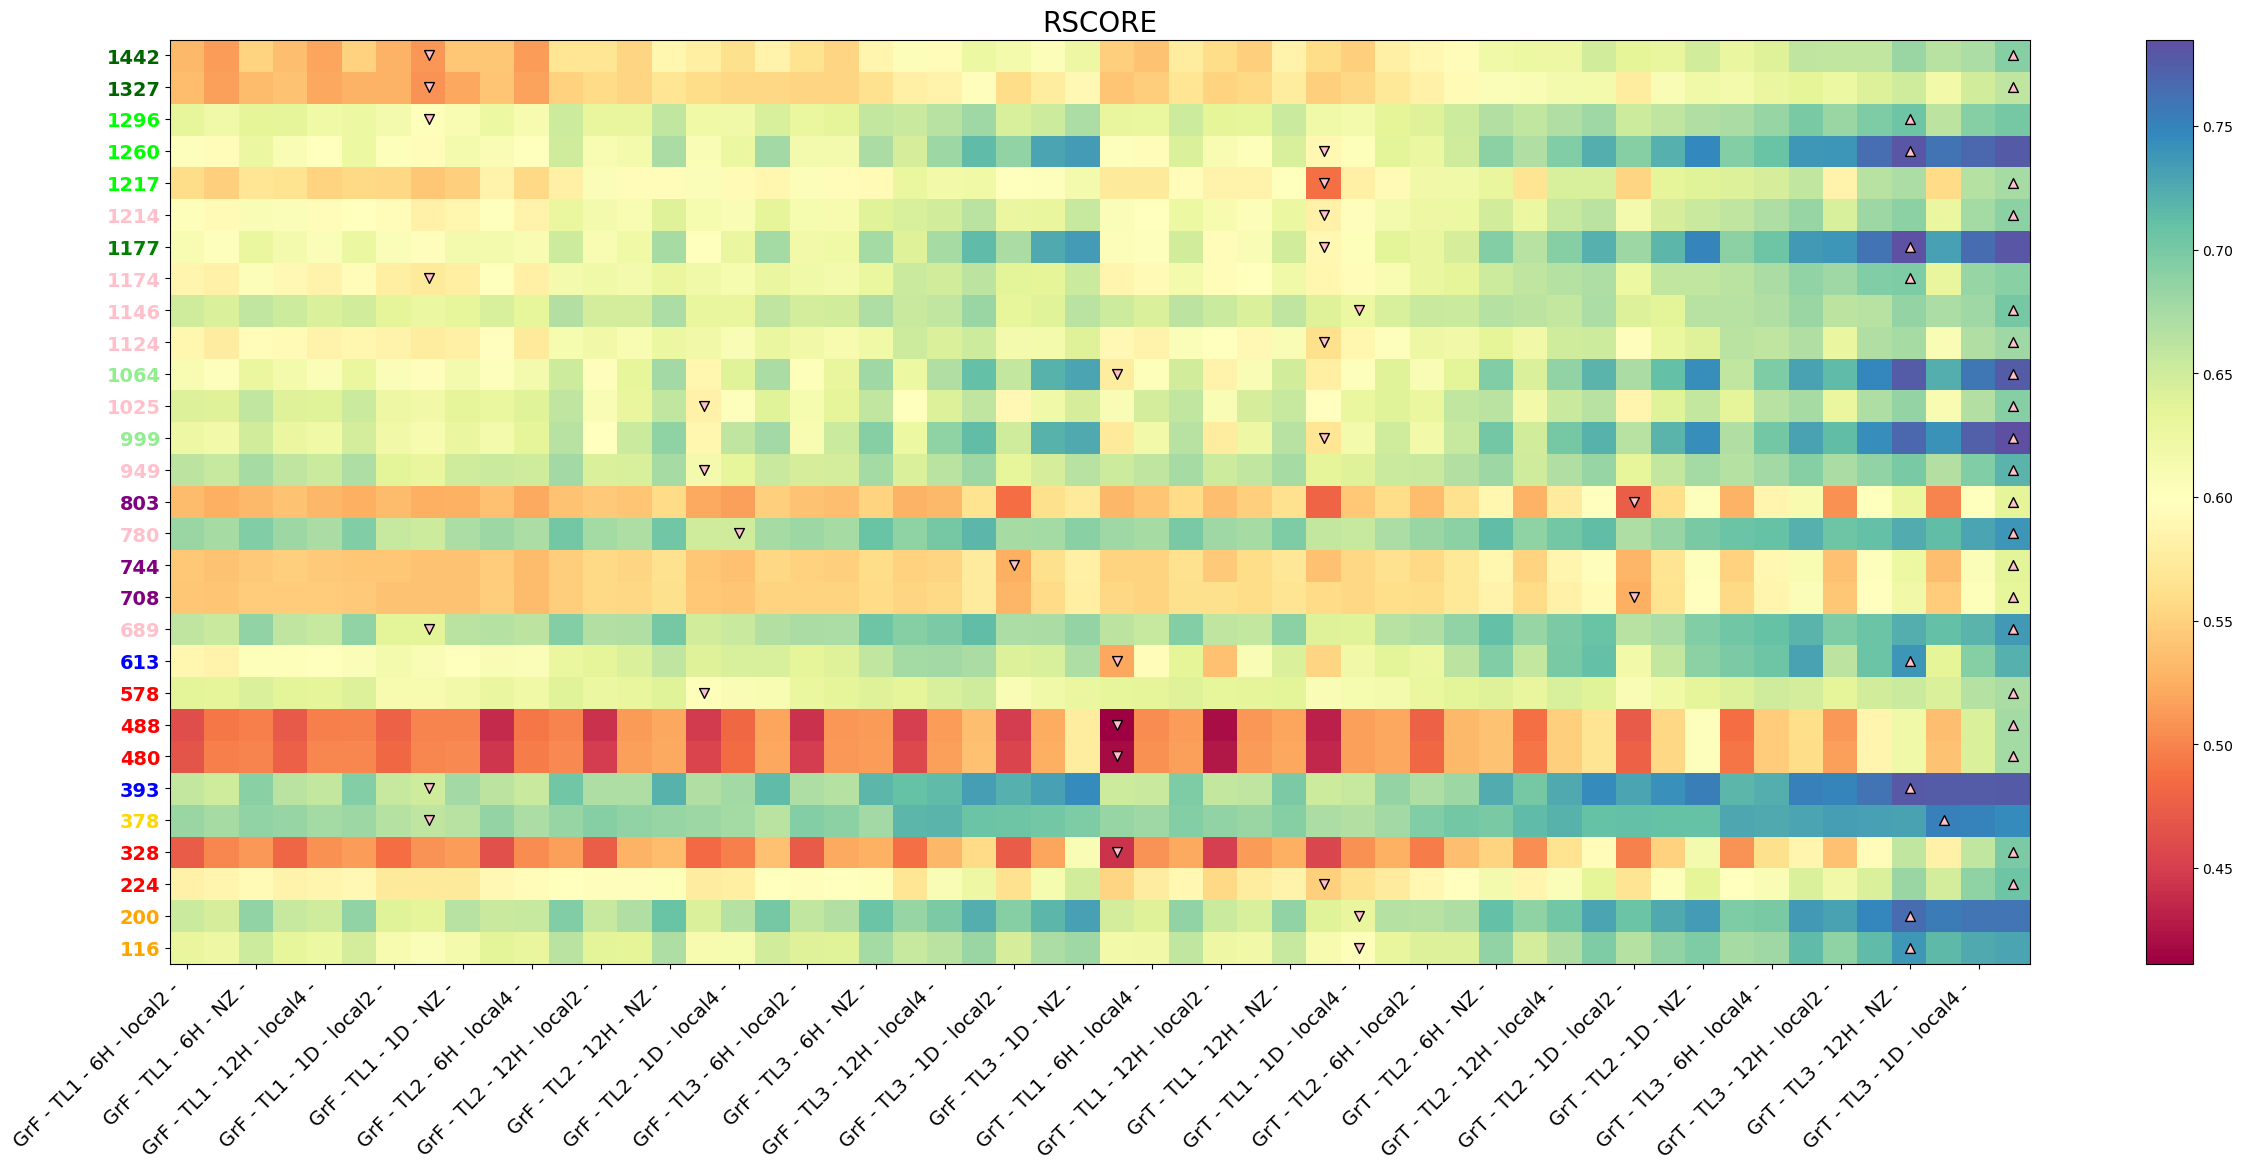 RSCORE
1442
1327
1296
1260
1217
1214
1177
1174
1146
1124
1064
1025
999
949
803
780
744
708
689
613
578
488
480
393
378
328
224
200
116
0.75
0.70
0.65
0.60
0.55
0.50
0.45
GrF - TL1 - 6H - local2 -
GrF - TL1 - 6H - NZ -
GrF - TL1 - 12H - local4 -
GrF - TL1 - 1D - local2 -
GrF - TL1 - 1D - NZ -
GrF - TL2 - 6H - local4 -
GrF - TL2 - 12H - local2 -
GrF - TL2 - 12H - NZ -
GrF - TL2 - 1D - local4 -
GrF - TL3 - 6H - local2 -
GrF - TL3 - 6H - NZ -
GrF - TL3 - 12H - local4 -
GrF - TL3 - 1D - local2 -
GrF - TL3 - 1D - NZ -
GrT - TL1 - 6H - local4 -
GrT - TL1 - 12H - local2 -
GrT - TL1 - 12H - NZ -
GrT - TL1 - 1D - local4 -
GrT - TL2 - 6H - local2 -
GrT - TL2 - 6H - NZ -
GrT - TL2 - 12H - local4 -
GrT - TL2 - 1D - local2 -
GrT - TL2 - 1D - NZ -
GrT - TL3 - 6H - local4 -
GrT - TL3 - 12H - local2 -
GrT - TL3 - 12H - NZ -
GrT - TL3 - 1D - local4 -